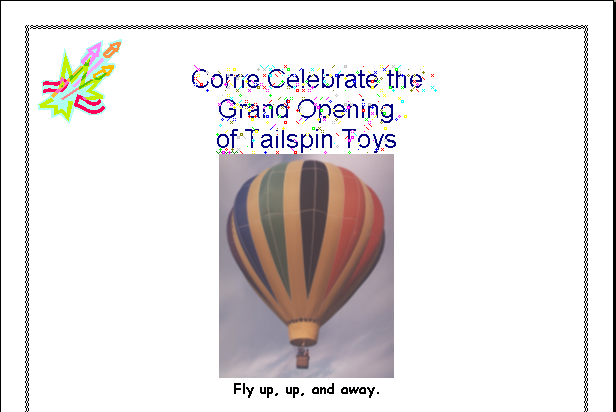 Come Celebrate the
Grand Opening
of Tailspin Toys
Fly up, up, and away.